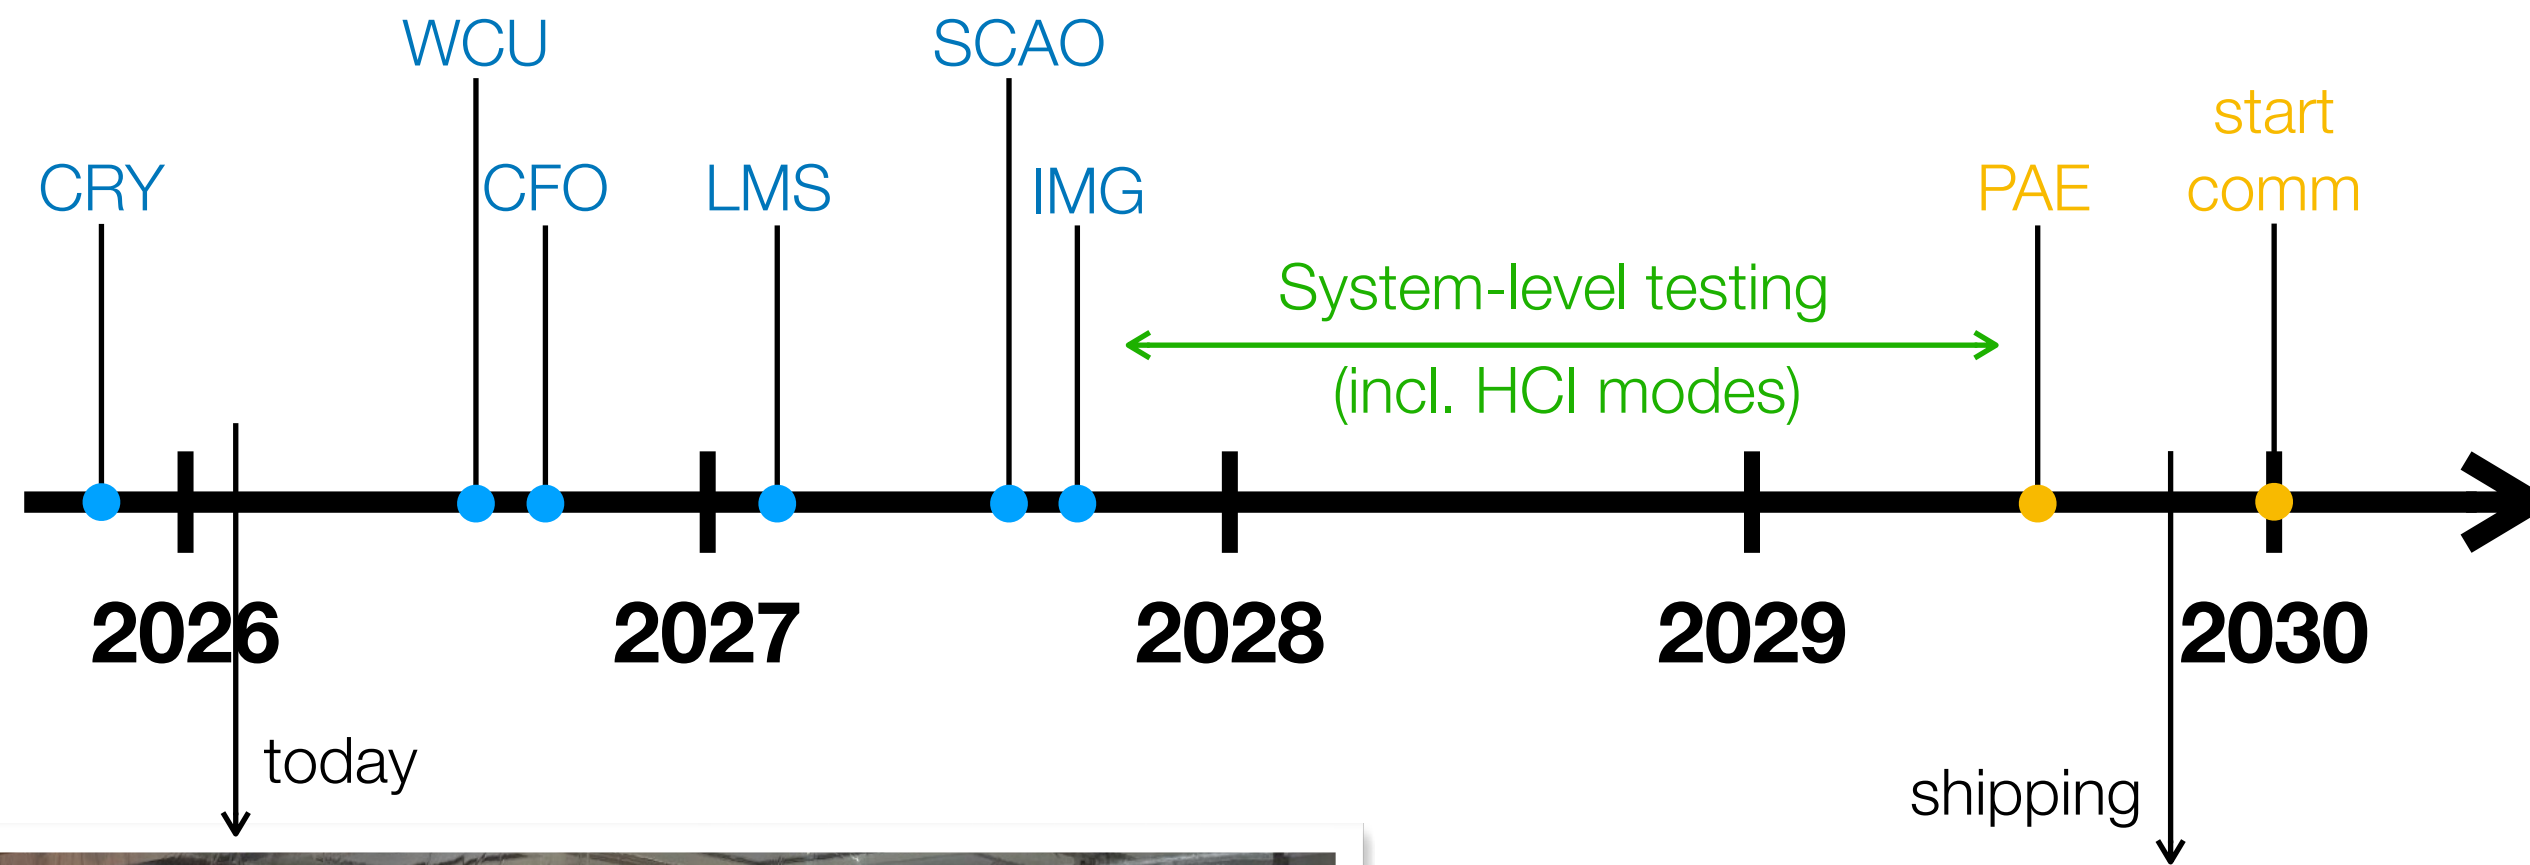 WCU
SCAO
start
comm
CRY
CFO
LMS
IMG
PAE
System-level testing
(incl. HCI modes)
2026
2027
2028
2029
2030
today
shipping